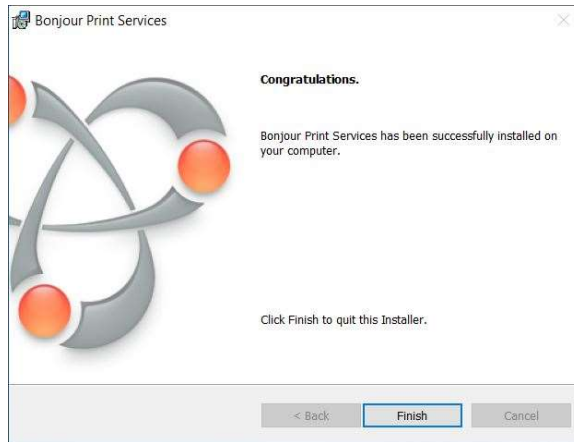 Bonjour Print Services
Congratulations.
Bonjour Print Services has been successfully installed on
your computer.
Click Finish to quit this Installer.
< Back
Finish
Cancel